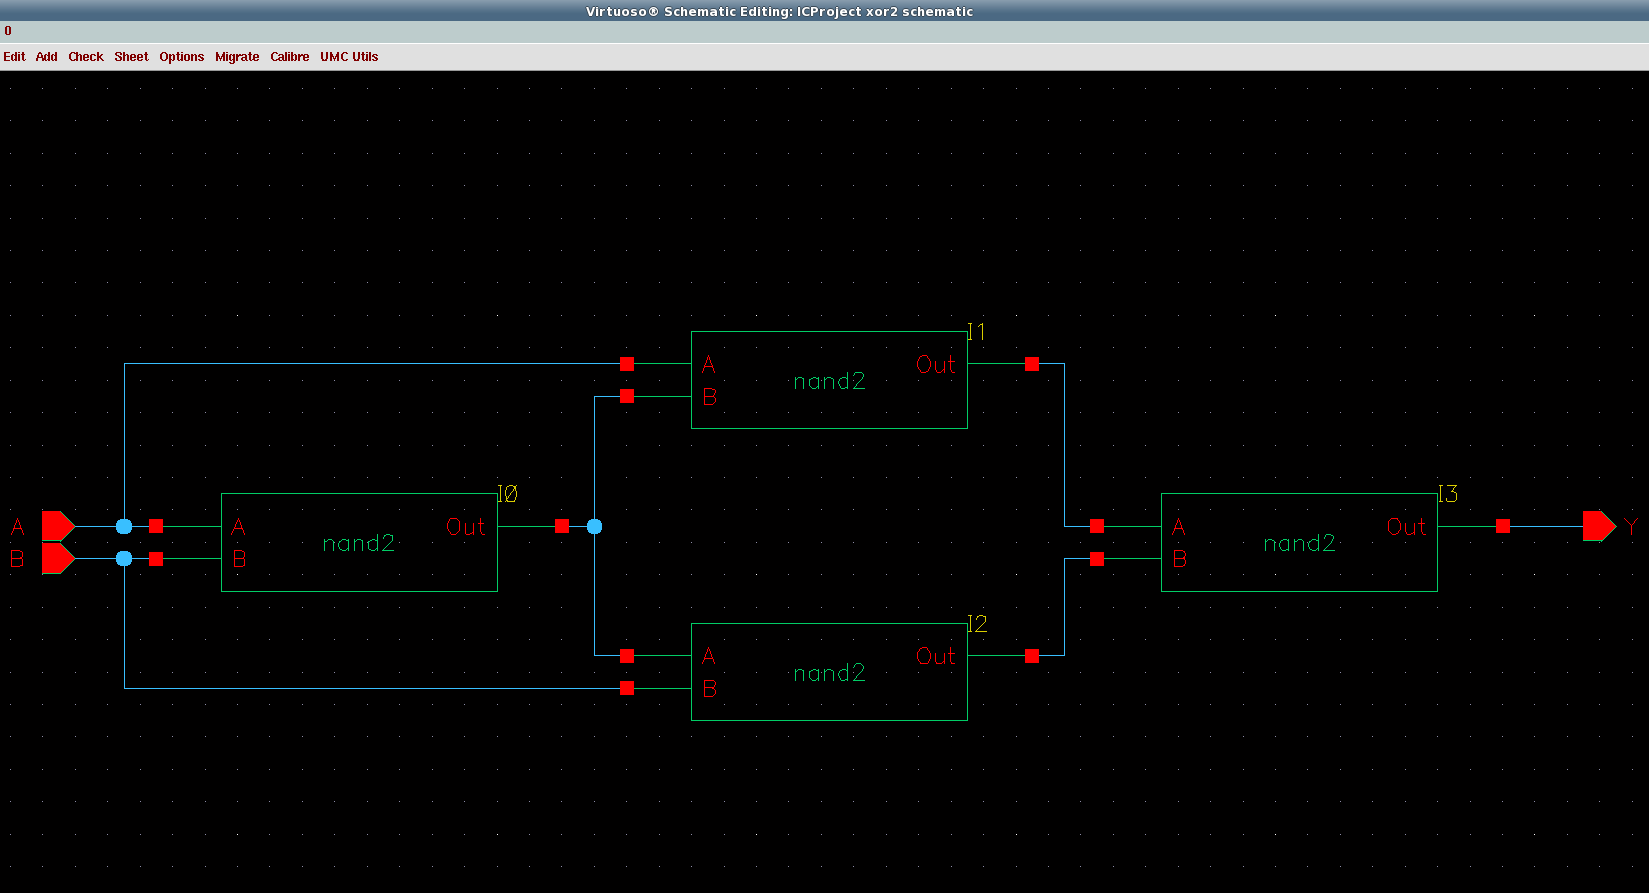 Virtuoso® Schematic Editing: ICProject xor2 schematic
0
Edit Add Check Sheet Options Migrate Calibre UMC Utils
I1
A nand2 Out
B
I0
A A nand2 Out
B B
I3
A nand2 Out Y
B
I2
A nand2 Out
B